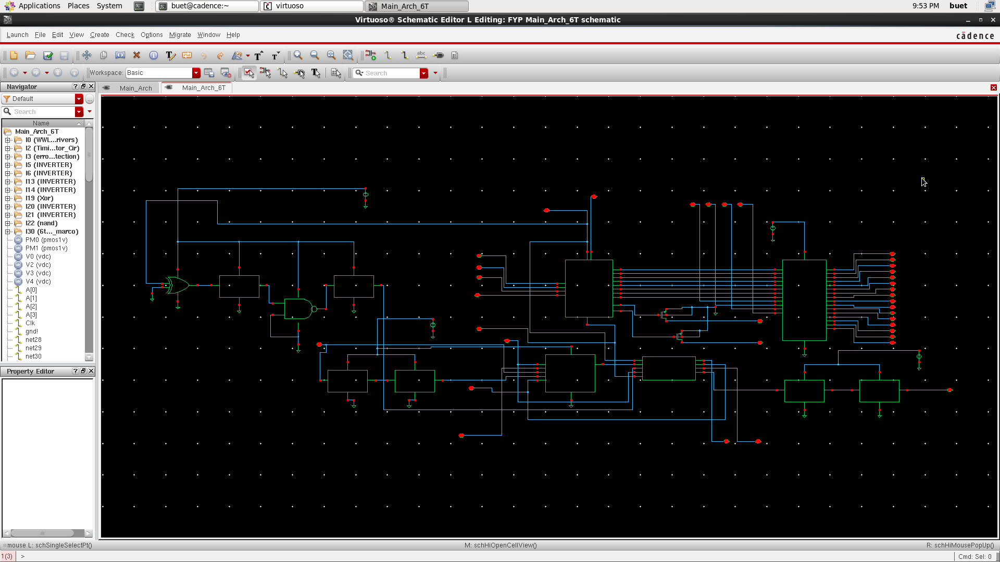 Applications Places System buet@cadence:~ virtuoso Main_Arch_6T 9:53 PM buet
Virtuoso® Schematic Editor L Editing: FYP Main_Arch_6T schematic
Launch File Edit View Create Check Options Migrate Window Help cādence
Workspace: Basic Search
Navigator Main_Arch Main_Arch_6T
Default
Search
Name
Main_Arch_6T
I0 (WWL...rivers)
I2 (Timi...tor_Cir)
I3 (erro...tection)
I5 (INVERTER)
I6 (INVERTER)
I13 (INVERTER)
I14 (INVERTER)
I19 (Xor)
I20 (INVERTER)
I21 (INVERTER)
I22 (nand)
I30 (6t..._marco)
PM0 (pmos1v)
PM1 (pmos1v)
V0 (vdc)
V2 (vdc)
V3 (vdc)
V4 (vdc)
A[0]
A[1]
A[2]
A[3]
Clk
gnd!
net28
net29
net30
Property Editor
mouse L: schSingleSelectPt() M: schHiOpenCellView() R: schHiMousePopUp()
1(3) > Cmd: Sel: 0